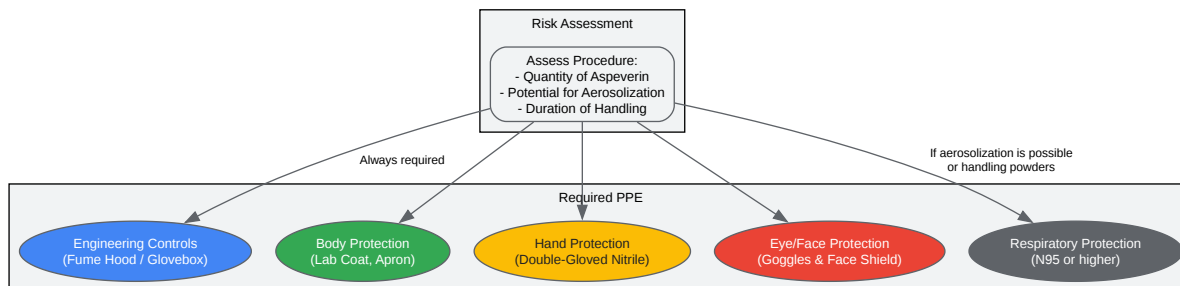 Risk Assessment
Assess Procedure:
- Quantity of Aspeverin
- Potential for Aerosolization
- Duration of Handling
Always required
If aerosolization is possible
or handling powders
Required PPE
Engineering Controls
(Fume Hood / Glovebox)
Body Protection
(Lab Coat, Apron)
Hand Protection
(Double-Gloved Nitrile)
Eye/Face Protection
(Goggles & Face Shield)
Respiratory Protection
(N95 or higher)